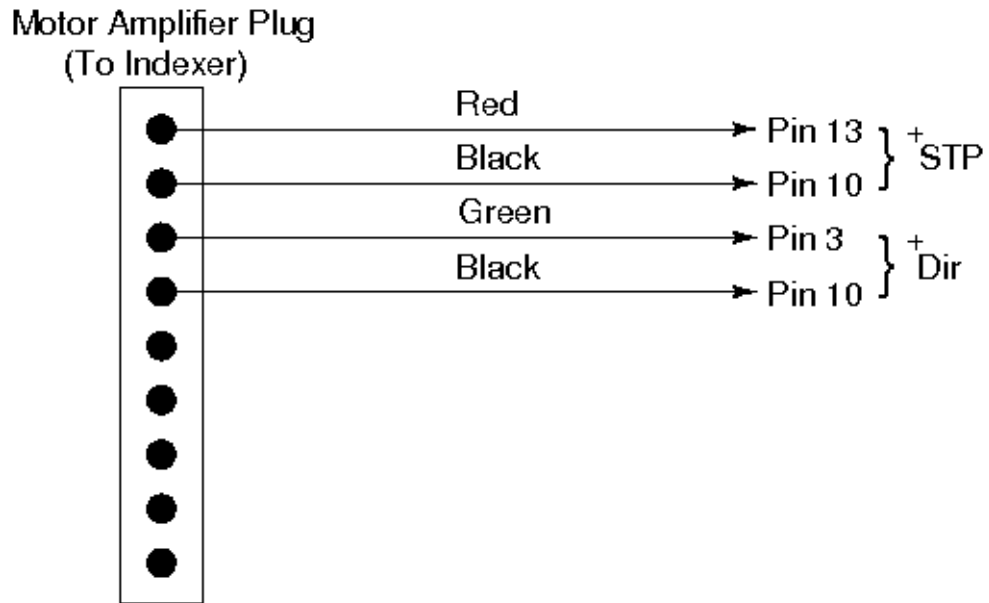 Motor Amplifier Plug
(To Indexer)
Red
Pin 13
+
STP
Black
Pin 10
Green
Pin 3
+
Dir
Black
Pin 10